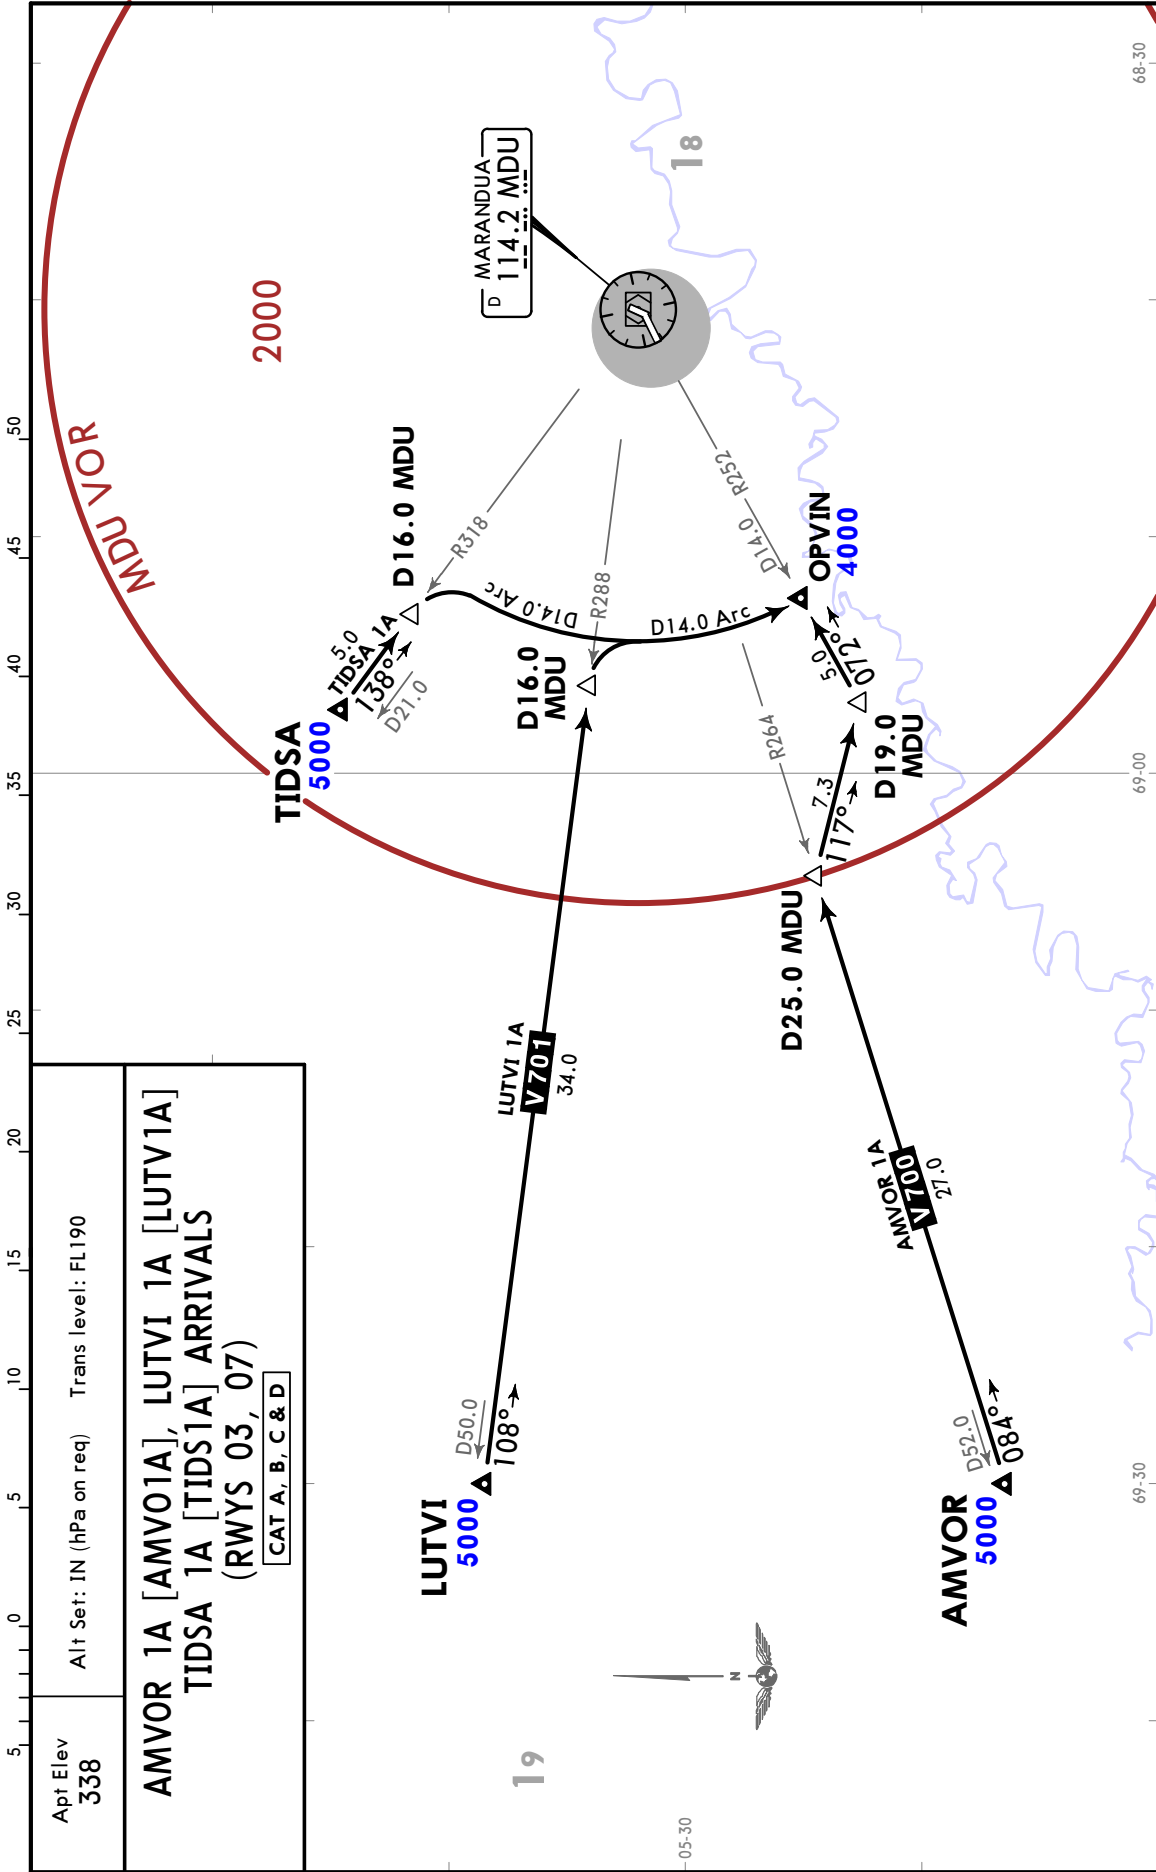 Apt Elev
338
Alt Set: IN (hPa on req)   Trans level: FL190
AMVOR 1A [AMVO1A], LUTVI 1A [LUTV1A]
TIDSA 1A [TIDS1A] ARRIVALS
(RWYS 03, 07)
CAT A, B, C & D
5 0 5 10 15 20 25 30 35 40 45 50
MDU VOR
2000
TIDSA
5000
5.0
TIDSA 1A
138°
D21.0
D16.0 MDU
R318
D MARANDUA
114.2 MDU
18
D14.0 Arc
R288
D16.0
MDU
D14.0 Arc
D14.0
R252
OPVIN
4000
5.0
072°
R264
D19.0
MDU
7.3
117°
D25.0 MDU
LUTVI 1A
V 701
34.0
LUTVI
5000
D50.0
108°
AMVOR 1A
V 700
27.0
AMVOR
5000
D52.0
084°
N
19
05-30
69-30
69-00
68-30